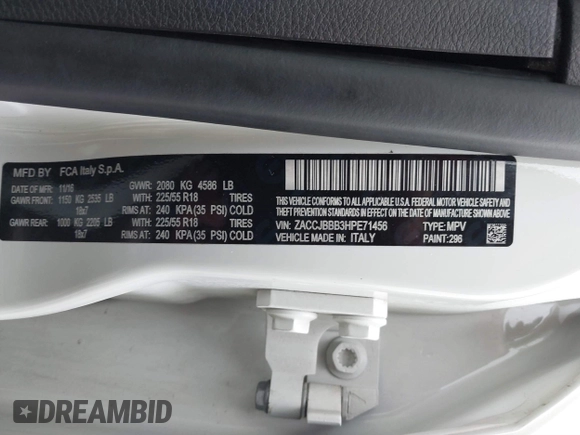 MFD BY FCA Italy S.p.A.
DATE OF MFR: 11/16 GVWR: 2080 KG 4586 LB
GAWR FRONT: 1150 KG 2535 LB WITH 225/55 R18 TIRES
18x7 RIMS AT: 240 KPA (35 PSI) COLD
GAWR REAR: 1000 KG 2205 LB WITH 225/55 R18 TIRES
18x7 RIMS AT: 240 KPA (35 PSI) COLD
THIS VEHICLE CONFORMS TO ALL APPLICABLE U.S. FEDERAL MOTOR VEHICLE SAFETY
AND THEFT PREVENTION STANDARDS IN EFFECT ON THE DATE OF MANUFACTURE SHOWN ABOVE.
VIN: ZACCJBBB3HPE71456 TYPE: MPV
VEHICLE MADE IN: ITALY PAINT: 296
DREAMBID